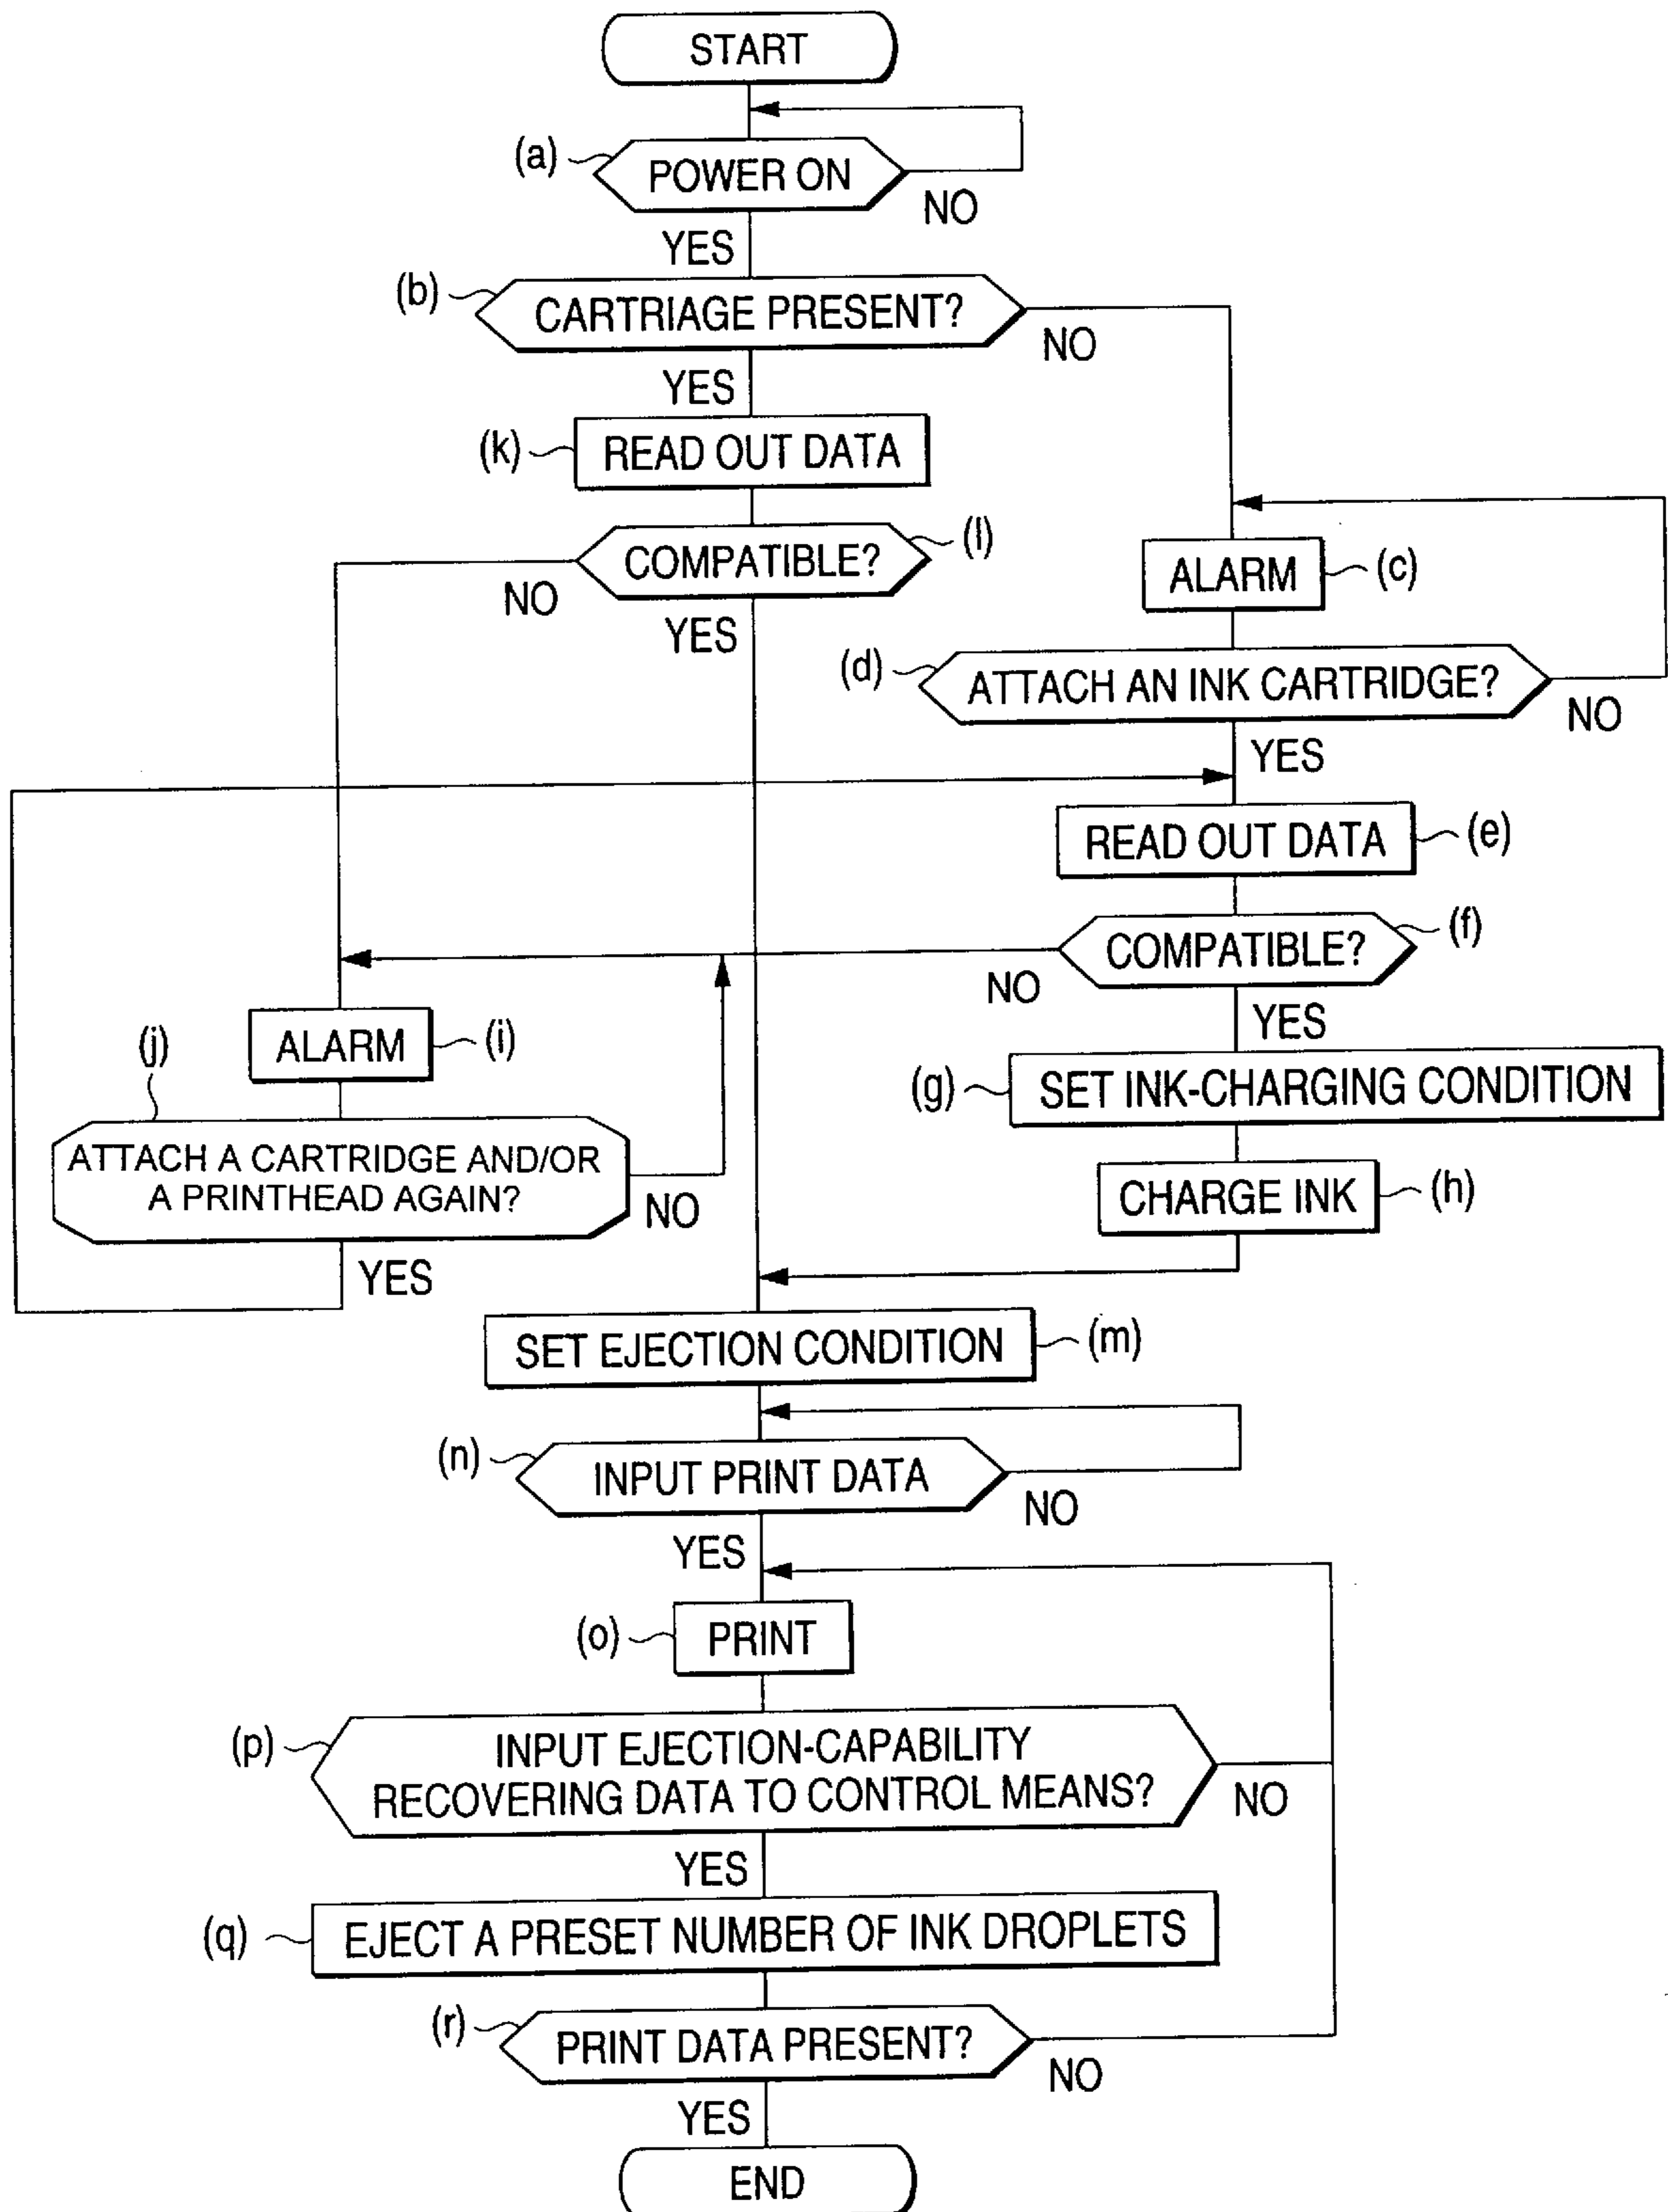 START
(a)
POWER ON
NO
YES
(b)
CARTRIAGE PRESENT?
NO
YES
(k)
READ OUT DATA
(l)
COMPATIBLE?
NO
YES
ALARM
(c)
(d)
ATTACH AN INK CARTRIDGE?
NO
YES
READ OUT DATA
(e)
(f)
COMPATIBLE?
NO
YES
ALARM
(i)
(j)
ATTACH A CARTRIDGE AND/OR
A PRINTHEAD AGAIN?
NO
YES
(g)
SET INK-CHARGING CONDITION
CHARGE INK
(h)
SET EJECTION CONDITION
(m)
(n)
INPUT PRINT DATA
NO
YES
(o)
PRINT
(p)
INPUT EJECTION-CAPABILITY
RECOVERING DATA TO CONTROL MEANS?
NO
YES
(q)
EJECT A PRESET NUMBER OF INK DROPLETS
(r)
PRINT DATA PRESENT?
NO
YES
END